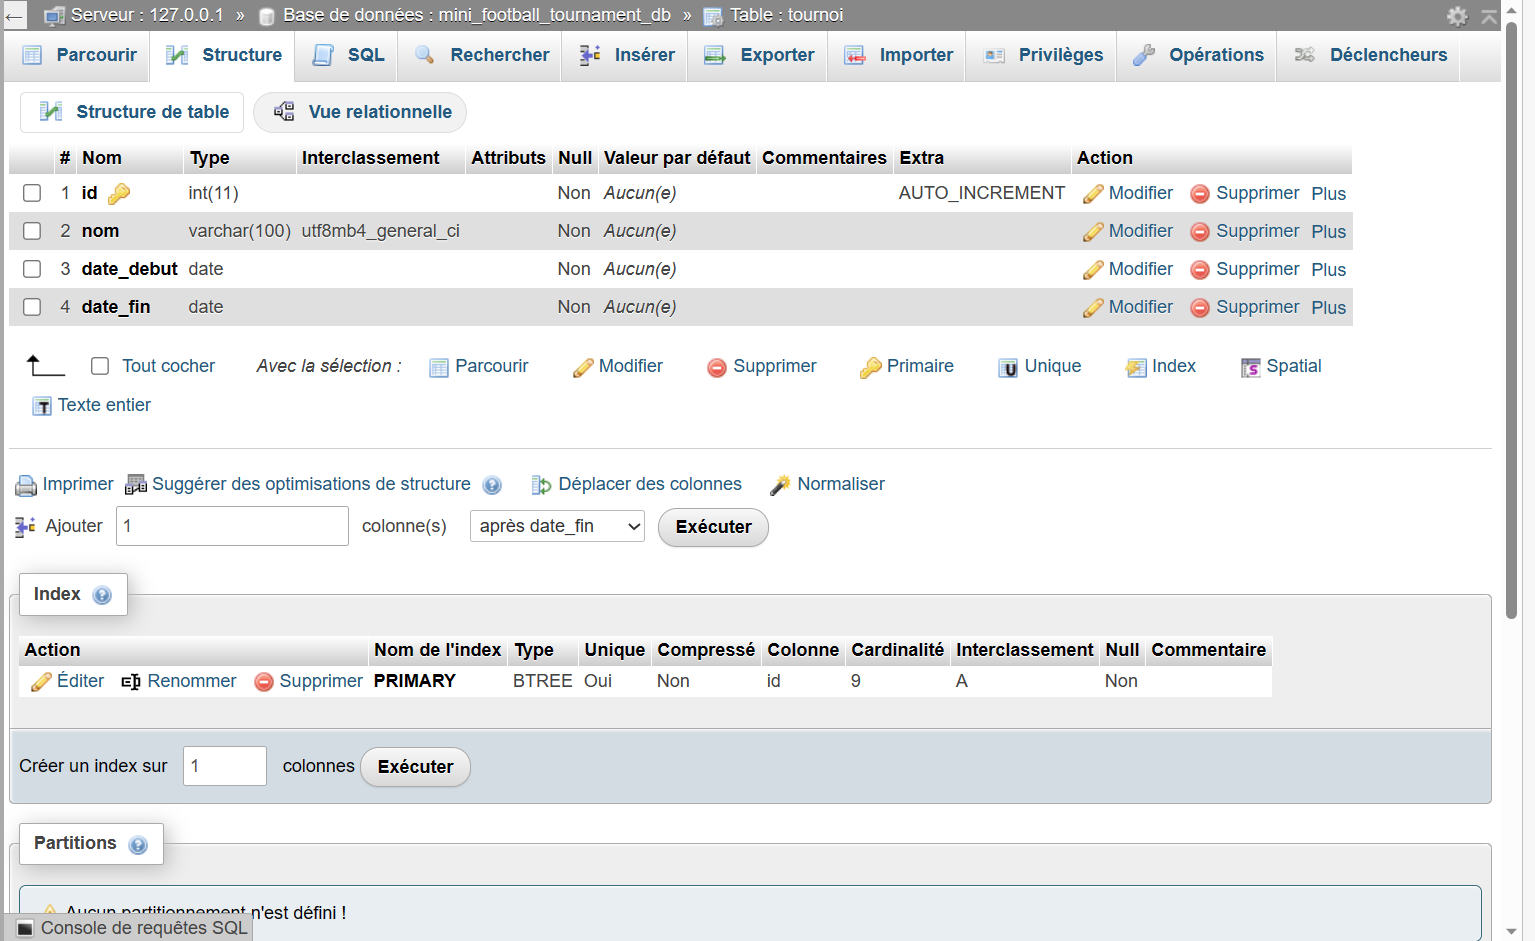 Serveur : 127.0.0.1 » Base de données : mini_football_tournament_db » Table : tournoi
Parcourir Structure SQL Rechercher Insérer Exporter Importer Privilèges Opérations Déclencheurs
Structure de table Vue relationnelle
# Nom Type Interclassement Attributs Null Valeur par défaut Commentaires Extra Action
1 id int(11) Non Aucun(e) AUTO_INCREMENT Modifier Supprimer Plus
2 nom varchar(100) utf8mb4_general_ci Non Aucun(e) Modifier Supprimer Plus
3 date_debut date Non Aucun(e) Modifier Supprimer Plus
4 date_fin date Non Aucun(e) Modifier Supprimer Plus
Tout cocher Avec la sélection : Parcourir Modifier Supprimer Primaire Unique Index Spatial
Texte entier
Imprimer Suggérer des optimisations de structure Déplacer des colonnes Normaliser
Ajouter 1 colonne(s) après date_fin Exécuter
Index
Action Nom de l'index Type Unique Compressé Colonne Cardinalité Interclassement Null Commentaire
Éditer Renommer Supprimer PRIMARY BTREE Oui Non id 9 A Non
Créer un index sur 1 colonnes Exécuter
Partitions
Aucun partitionnement n'est défini !
Console de requêtes SQL